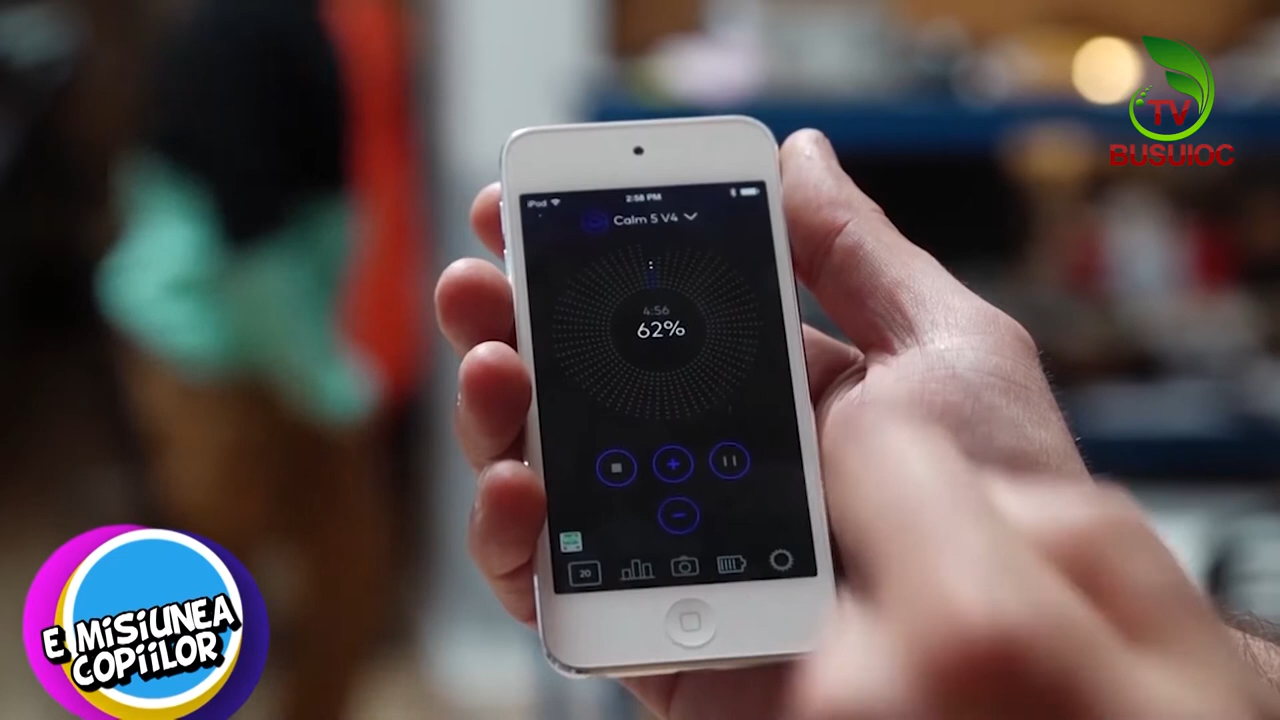 TV
BUSUIOC
iPod
2:58 PM
Calm 5 V4
4:56
62%
20
E MiSiUNEA
COPiiLOR